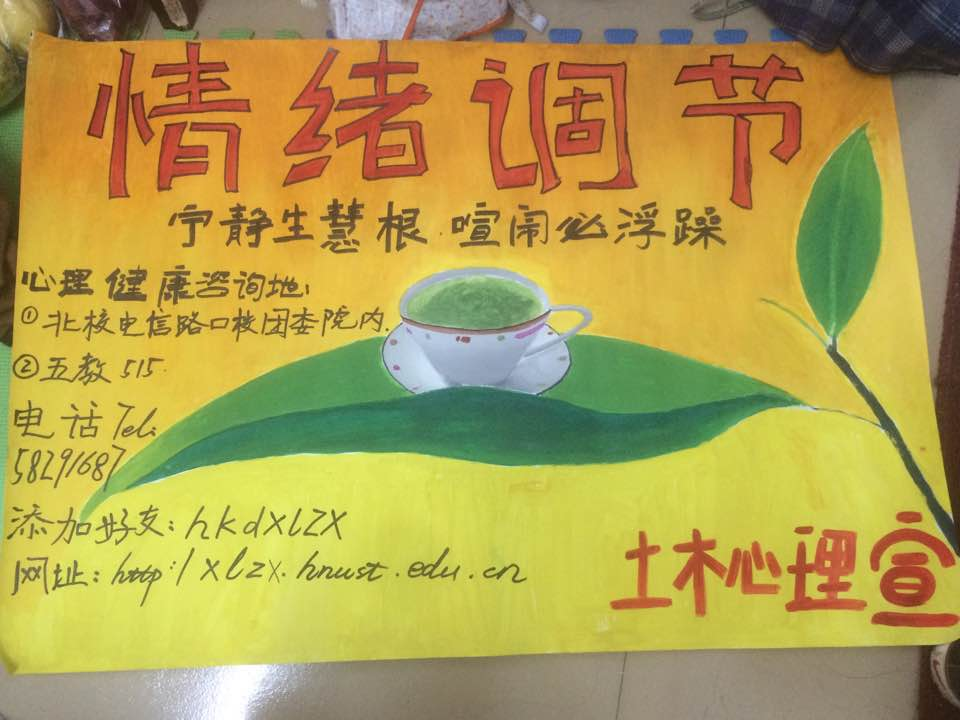 情绪调节
宁静生慧根.喧闹必浮躁
心理健康咨询地:
①北校电信路口校团委院内.
②五教515.
电话Tel:
58291687
添加好友:hkdxlzx
网址:http:/xlzx.hnust.edu.cn
土木心理宣